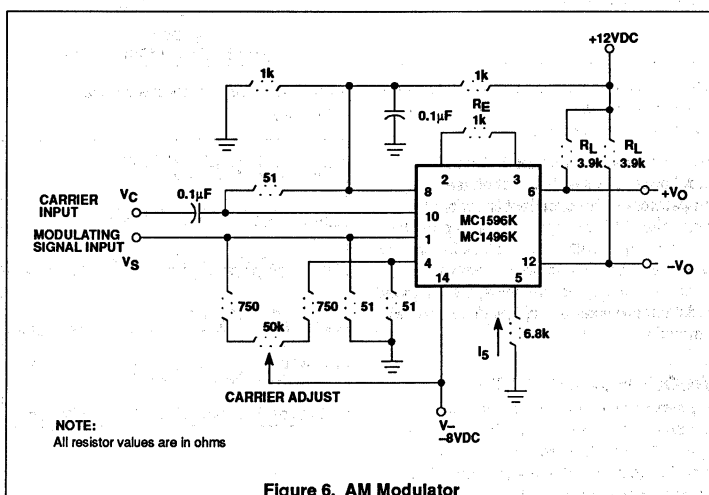 +12VDC
1k
1k
RE
1k
0.1μF
RL
3.9k
RL
3.9k
2
3
51
0.1μF
CARRIER
INPUT
VC
8
6
+VO
10
MC1596K
MC1496K
MODULATING
SIGNAL INPUT
VS
1
4
12
–VO
14
5
750
750
51
51
50k
6.8k
I5
CARRIER ADJUST
V–
–8VDC
NOTE:
All resistor values are in ohms
Figure 6. AM Modulator